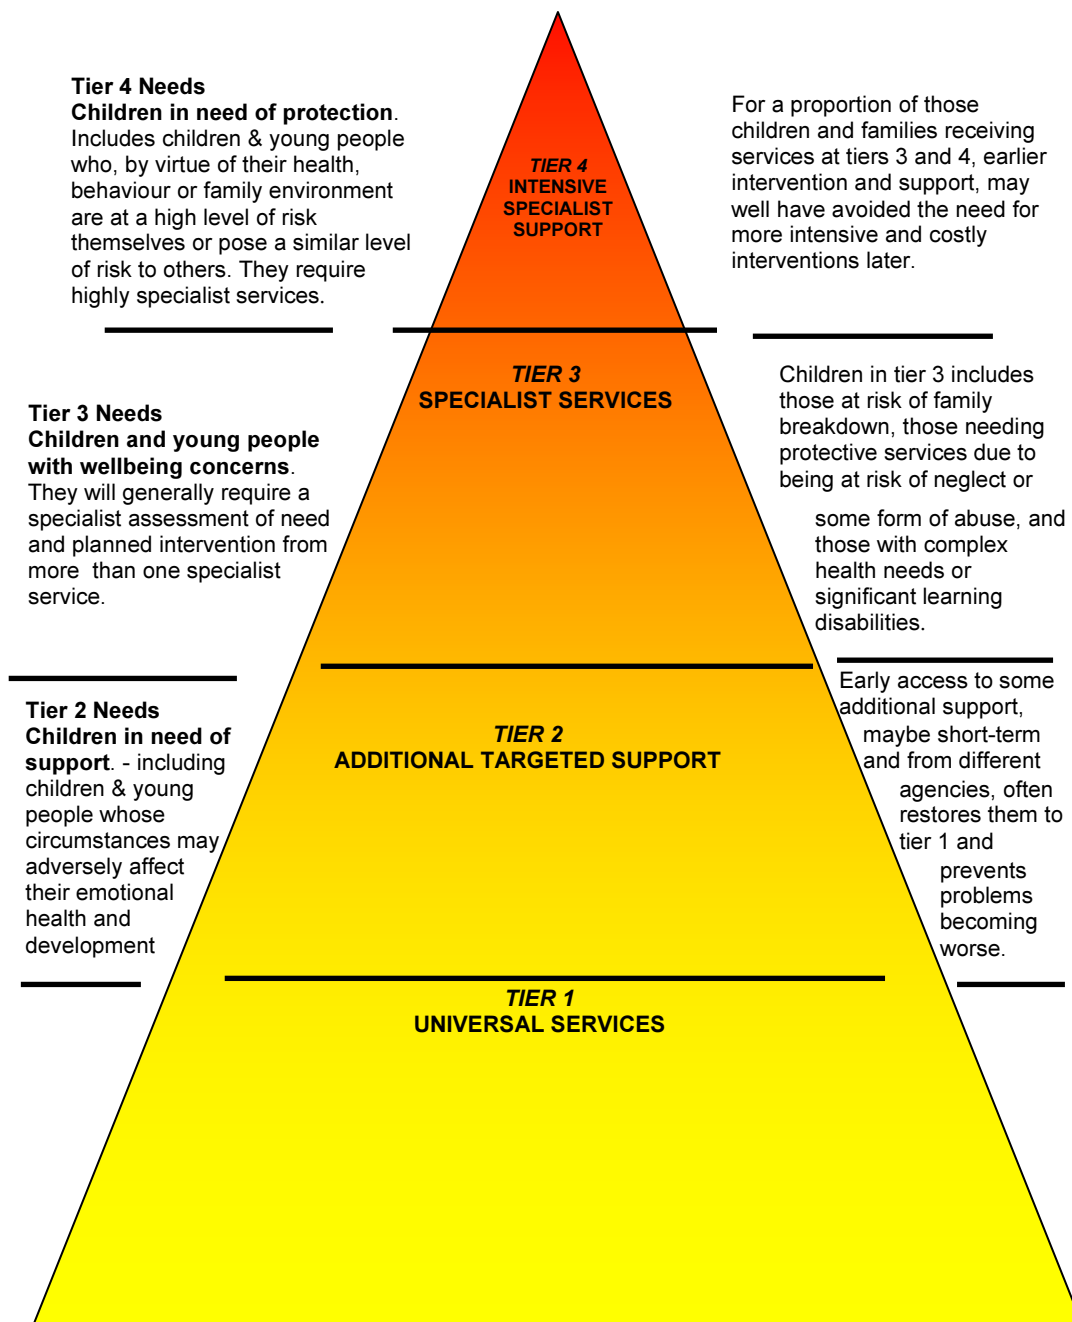 Tier 4 Needs
Children in need of protection.
Includes children & young people
who, by virtue of their health,
behaviour or family environment
are at a high level of risk
themselves or pose a similar level
of risk to others. They require
highly specialist services.
TIER 4
INTENSIVE
SPECIALIST
SUPPORT
For a proportion of those
children and families receiving
services at tiers 3 and 4, earlier
intervention and support, may
well have avoided the need for
more intensive and costly
interventions later.
Tier 3 Needs
Children and young people
with wellbeing concerns.
They will generally require a
specialist assessment of need
and planned intervention from
more  than one specialist
service.
TIER 3
SPECIALIST SERVICES
Children in tier 3 includes
those at risk of family
breakdown, those needing
protective services due to
being at risk of neglect or
some form of abuse, and
those with complex
health needs or
significant learning
disabilities.
Tier 2 Needs
Children in need of
support. - including
children & young
people whose
circumstances may
adversely affect
their emotional
health and
development
TIER 2
ADDITIONAL TARGETED SUPPORT
Early access to some
additional support,
maybe short-term
and from different
agencies, often
restores them to
tier 1 and
prevents
problems
becoming
worse.
TIER 1
UNIVERSAL SERVICES